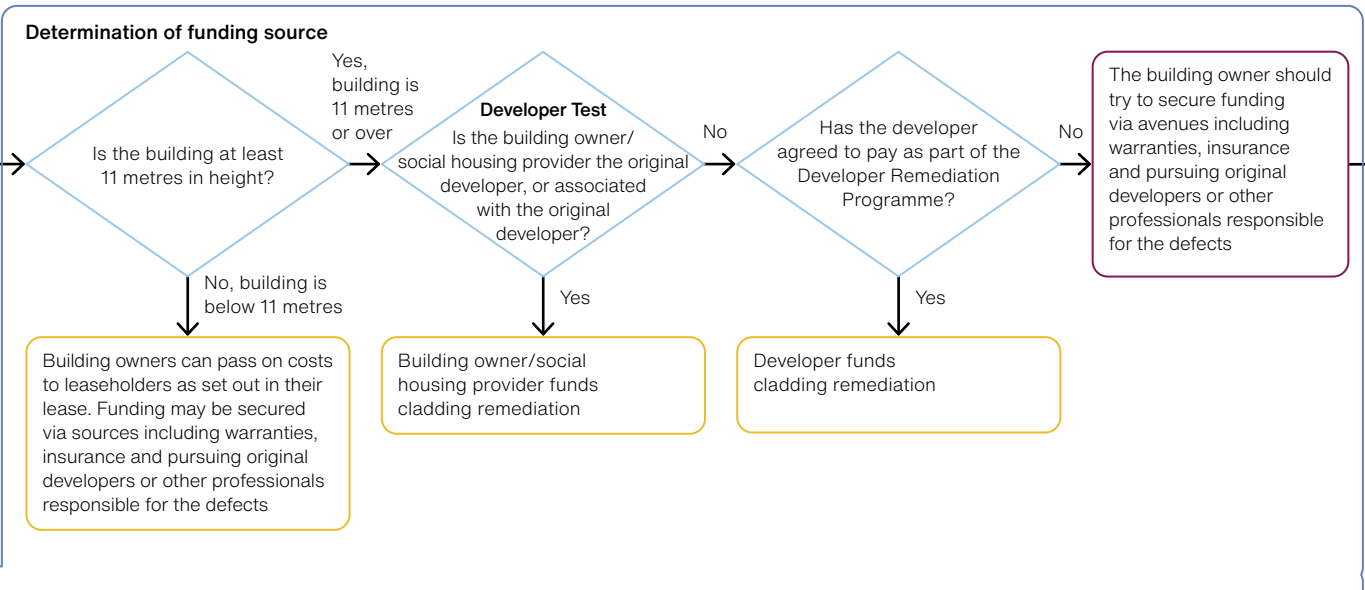 Determination of funding source
Is the building at least
11 metres in height?
Yes,
building is
11 metres
or over
No, building is
below 11 metres
Building owners can pass on costs
to leaseholders as set out in their
lease. Funding may be secured
via sources including warranties,
insurance and pursuing original
developers or other professionals
responsible for the defects
Developer Test
Is the building owner/
social housing provider the original
developer, or associated
with the original
developer?
No
Yes
Building owner/social
housing provider funds
cladding remediation
Has the developer
agreed to pay as part of the
Developer Remediation
Programme?
No
Yes
Developer funds
cladding remediation
The building owner should
try to secure funding
via avenues including
warranties, insurance
and pursuing original
developers or other
professionals responsible
for the defects